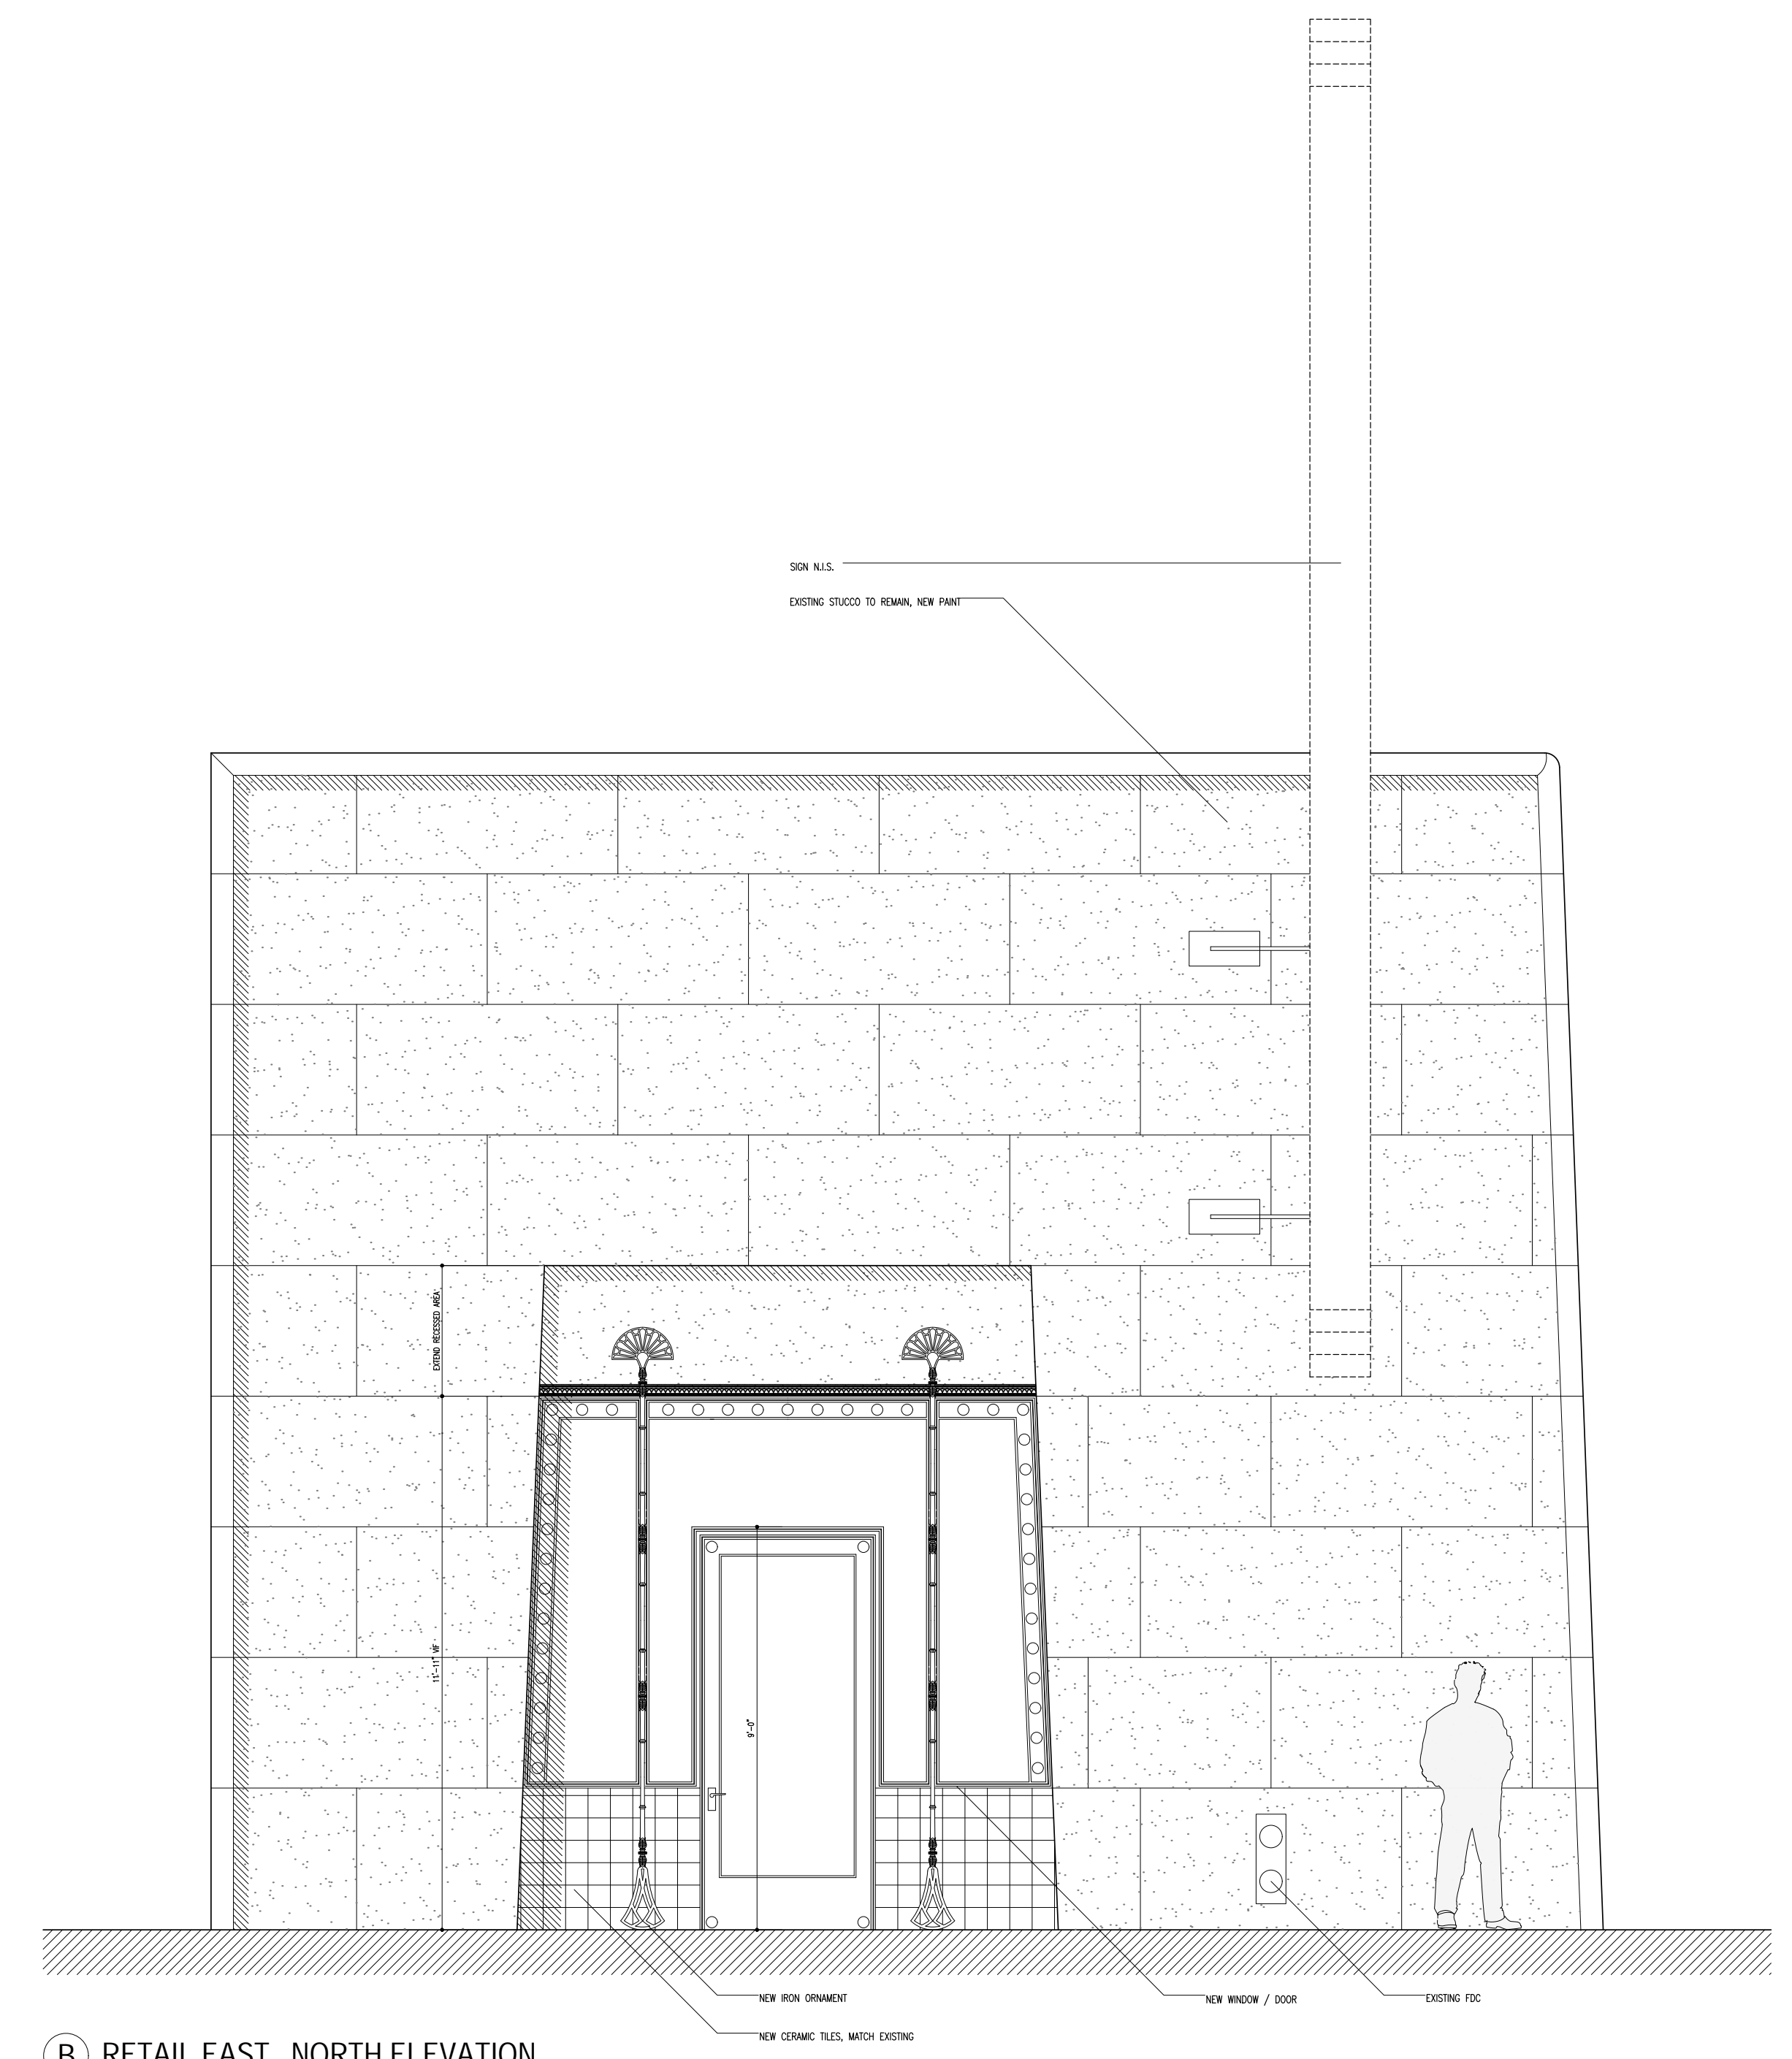 SIGN N.I.S.
EXISTING STUCCO TO REMAIN, NEW PAINT
EXTEND RECESSED AREA
11'-11" VIF
9'-0"
NEW IRON ORNAMENT
NEW WINDOW / DOOR
EXISTING FDC
NEW CERAMIC TILES, MATCH EXISTING
B RETAIL EAST NORTH ELEVATION